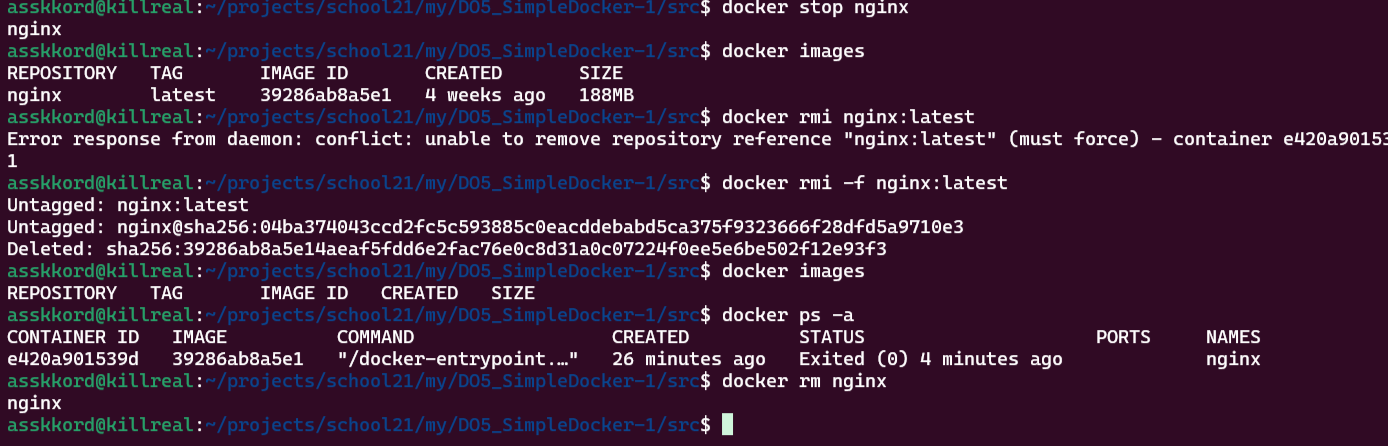 asskkord@killreal:~/projects/school21/my/DO5_SimpleDocker-1/src$ docker stop nginx
nginx
asskkord@killreal:~/projects/school21/my/DO5_SimpleDocker-1/src$ docker images
REPOSITORY   TAG       IMAGE ID       CREATED       SIZE
nginx        latest    39286ab8a5e1   4 weeks ago   188MB
asskkord@killreal:~/projects/school21/my/DO5_SimpleDocker-1/src$ docker rmi nginx:latest
Error response from daemon: conflict: unable to remove repository reference "nginx:latest" (must force) - container e420a90153
1
asskkord@killreal:~/projects/school21/my/DO5_SimpleDocker-1/src$ docker rmi -f nginx:latest
Untagged: nginx:latest
Untagged: nginx@sha256:04ba374043ccd2fc5c593885c0eacddebabd5ca375f9323666f28dfd5a9710e3
Deleted: sha256:39286ab8a5e14aeaf5fdd6e2fac76e0c8d31a0c07224f0ee5e6be502f12e93f3
asskkord@killreal:~/projects/school21/my/DO5_SimpleDocker-1/src$ docker images
REPOSITORY   TAG       IMAGE ID   CREATED   SIZE
asskkord@killreal:~/projects/school21/my/DO5_SimpleDocker-1/src$ docker ps -a
CONTAINER ID   IMAGE          COMMAND                  CREATED          STATUS                     PORTS     NAMES
e420a901539d   39286ab8a5e1   "/docker-entrypoint.…"   26 minutes ago   Exited (0) 4 minutes ago             nginx
asskkord@killreal:~/projects/school21/my/DO5_SimpleDocker-1/src$ docker rm nginx
nginx
asskkord@killreal:~/projects/school21/my/DO5_SimpleDocker-1/src$